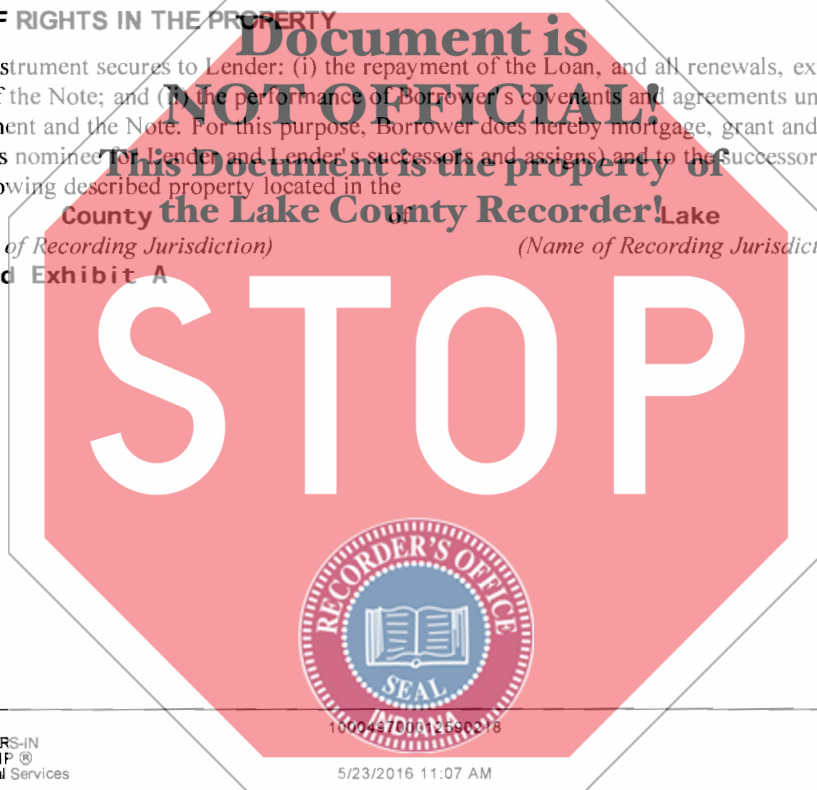 F RIGHTS IN THE PROPERTY
Document is
strument secures to Lender: (i) the repayment of the Loan, and all renewals, ex
f the Note; and (ii) the performance of Borrower's covenants and agreements un
NOT OFFICIAL!
ent and the Note. For this purpose, Borrower does hereby mortgage, grant and
s nominee for Lender and Lender's successors and assigns) and to the successor
This Document is the property of
owing described property located in the
County of Lake
the Lake County Recorder!
of Recording Jurisdiction) (Name of Recording Jurisdict
d Exhibit A
STOP
RECORDER'S OFFICE
SEAL
INDIANA
RS-IN
IP ®
l Services
5/23/2016 11:07 AM